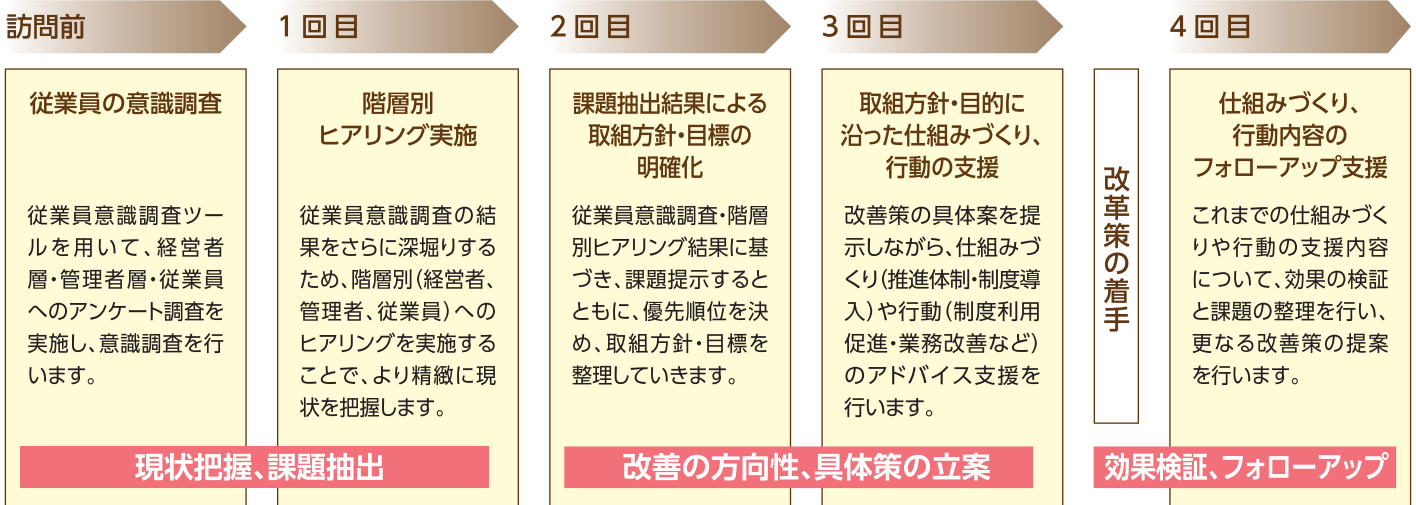 訪問前
従業員の意識調査
従業員意識調査ツー
ルを用いて、経営者
層・管理者層・従業員
へのアンケート調査を
実施し、意識調査を行
います。
1回目
階層別
ヒアリング実施
従業員意識調査の結
果をさらに深堀りする
ため、階層別(経営者、
管理者、従業員)への
ヒアリングを実施する
ことで、より精緻に現
状を把握します。
現状把握、課題抽出
2回目
課題抽出結果による
取組方針・目標の
明確化
従業員意識調査・階層
別ヒアリング結果に基
づき、課題提示すると
ともに、優先順位を決
め、取組方針・目標を
整理していきます。
3回目
取組方針・目的に
沿った仕組みづくり、
行動の支援
改善策の具体案を提
示しながら、仕組みづ
くり(推進体制・制度導
入)や行動(制度利用
促進・業務改善など)
のアドバイス支援を
行います。
改善の方向性、具体策の立案
改革策の着手
4回目
仕組みづくり、
行動内容の
フォローアップ支援
これまでの仕組みづく
りや行動の支援内容
について、効果の検証
と課題の整理を行い、
更なる改善策の提案
を行います。
効果検証、フォローアップ